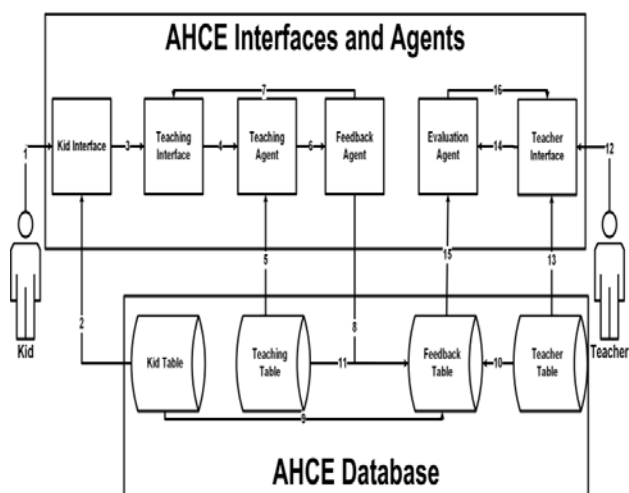 AHCE Interfaces and Agents
7
16
Kid Interface
3
Teaching
Interface
4
Teaching
Agent
6
Feedback
Agent
Evaluation
Agent
14
Teacher
Interface
1
12
5
15
13
2
8
Kid
Teacher
Kid Table
Teaching
Table
11
Feedback
Table
10
Teacher
Table
9
AHCE Database